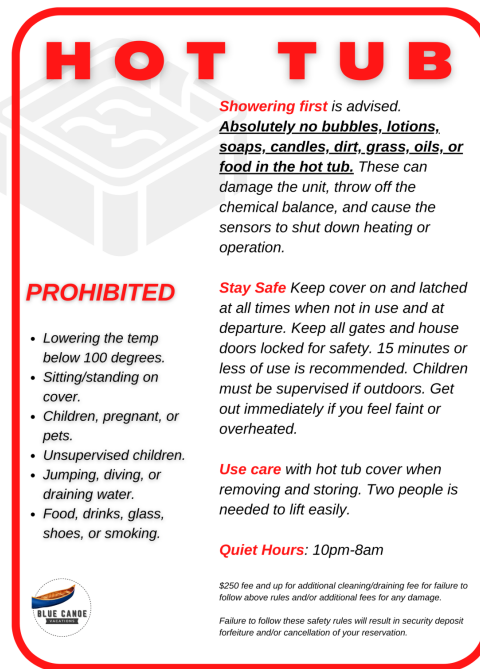 HOT TUB
Showering first is advised.
Absolutely no bubbles, lotions,
soaps, candles, dirt, grass, oils, or
food in the hot tub. These can
damage the unit, throw off the
chemical balance, and cause the
sensors to shut down heating or
operation.
PROHIBITED
• Lowering the temp
below 100 degrees.
• Sitting/standing on
cover.
• Children, pregnant, or
pets.
• Unsupervised children.
• Jumping, diving, or
draining water.
• Food, drinks, glass,
shoes, or smoking.
Stay Safe Keep cover on and latched
at all times when not in use and at
departure. Keep all gates and house
doors locked for safety. 15 minutes or
less of use is recommended. Children
must be supervised if outdoors. Get
out immediately if you feel faint or
overheated.
Use care with hot tub cover when
removing and storing. Two people is
needed to lift easily.
Quiet Hours: 10pm-8am
$250 fee and up for additional cleaning/draining fee for failure to
follow above rules and/or additional fees for any damage.
Failure to follow these safety rules will result in security deposit
forfeiture and/or cancellation of your reservation.
BLUE CANOE
VACATIONS